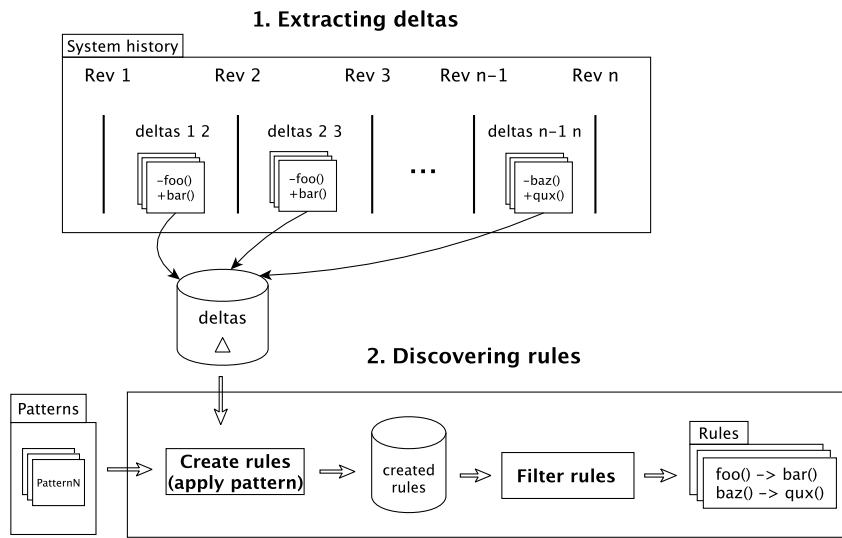 1. Extracting deltas
System history
Rev 1 Rev 2 Rev 3 Rev n-1 Rev n
deltas 1 2 deltas 2 3 deltas n-1 n
-foo() -foo() ... -baz()
+bar() +bar() +qux()
deltas
△
2. Discovering rules
Patterns
PatternN
Create rules
(apply pattern)
created
rules
Filter rules
Rules
foo() -> bar()
baz() -> qux()